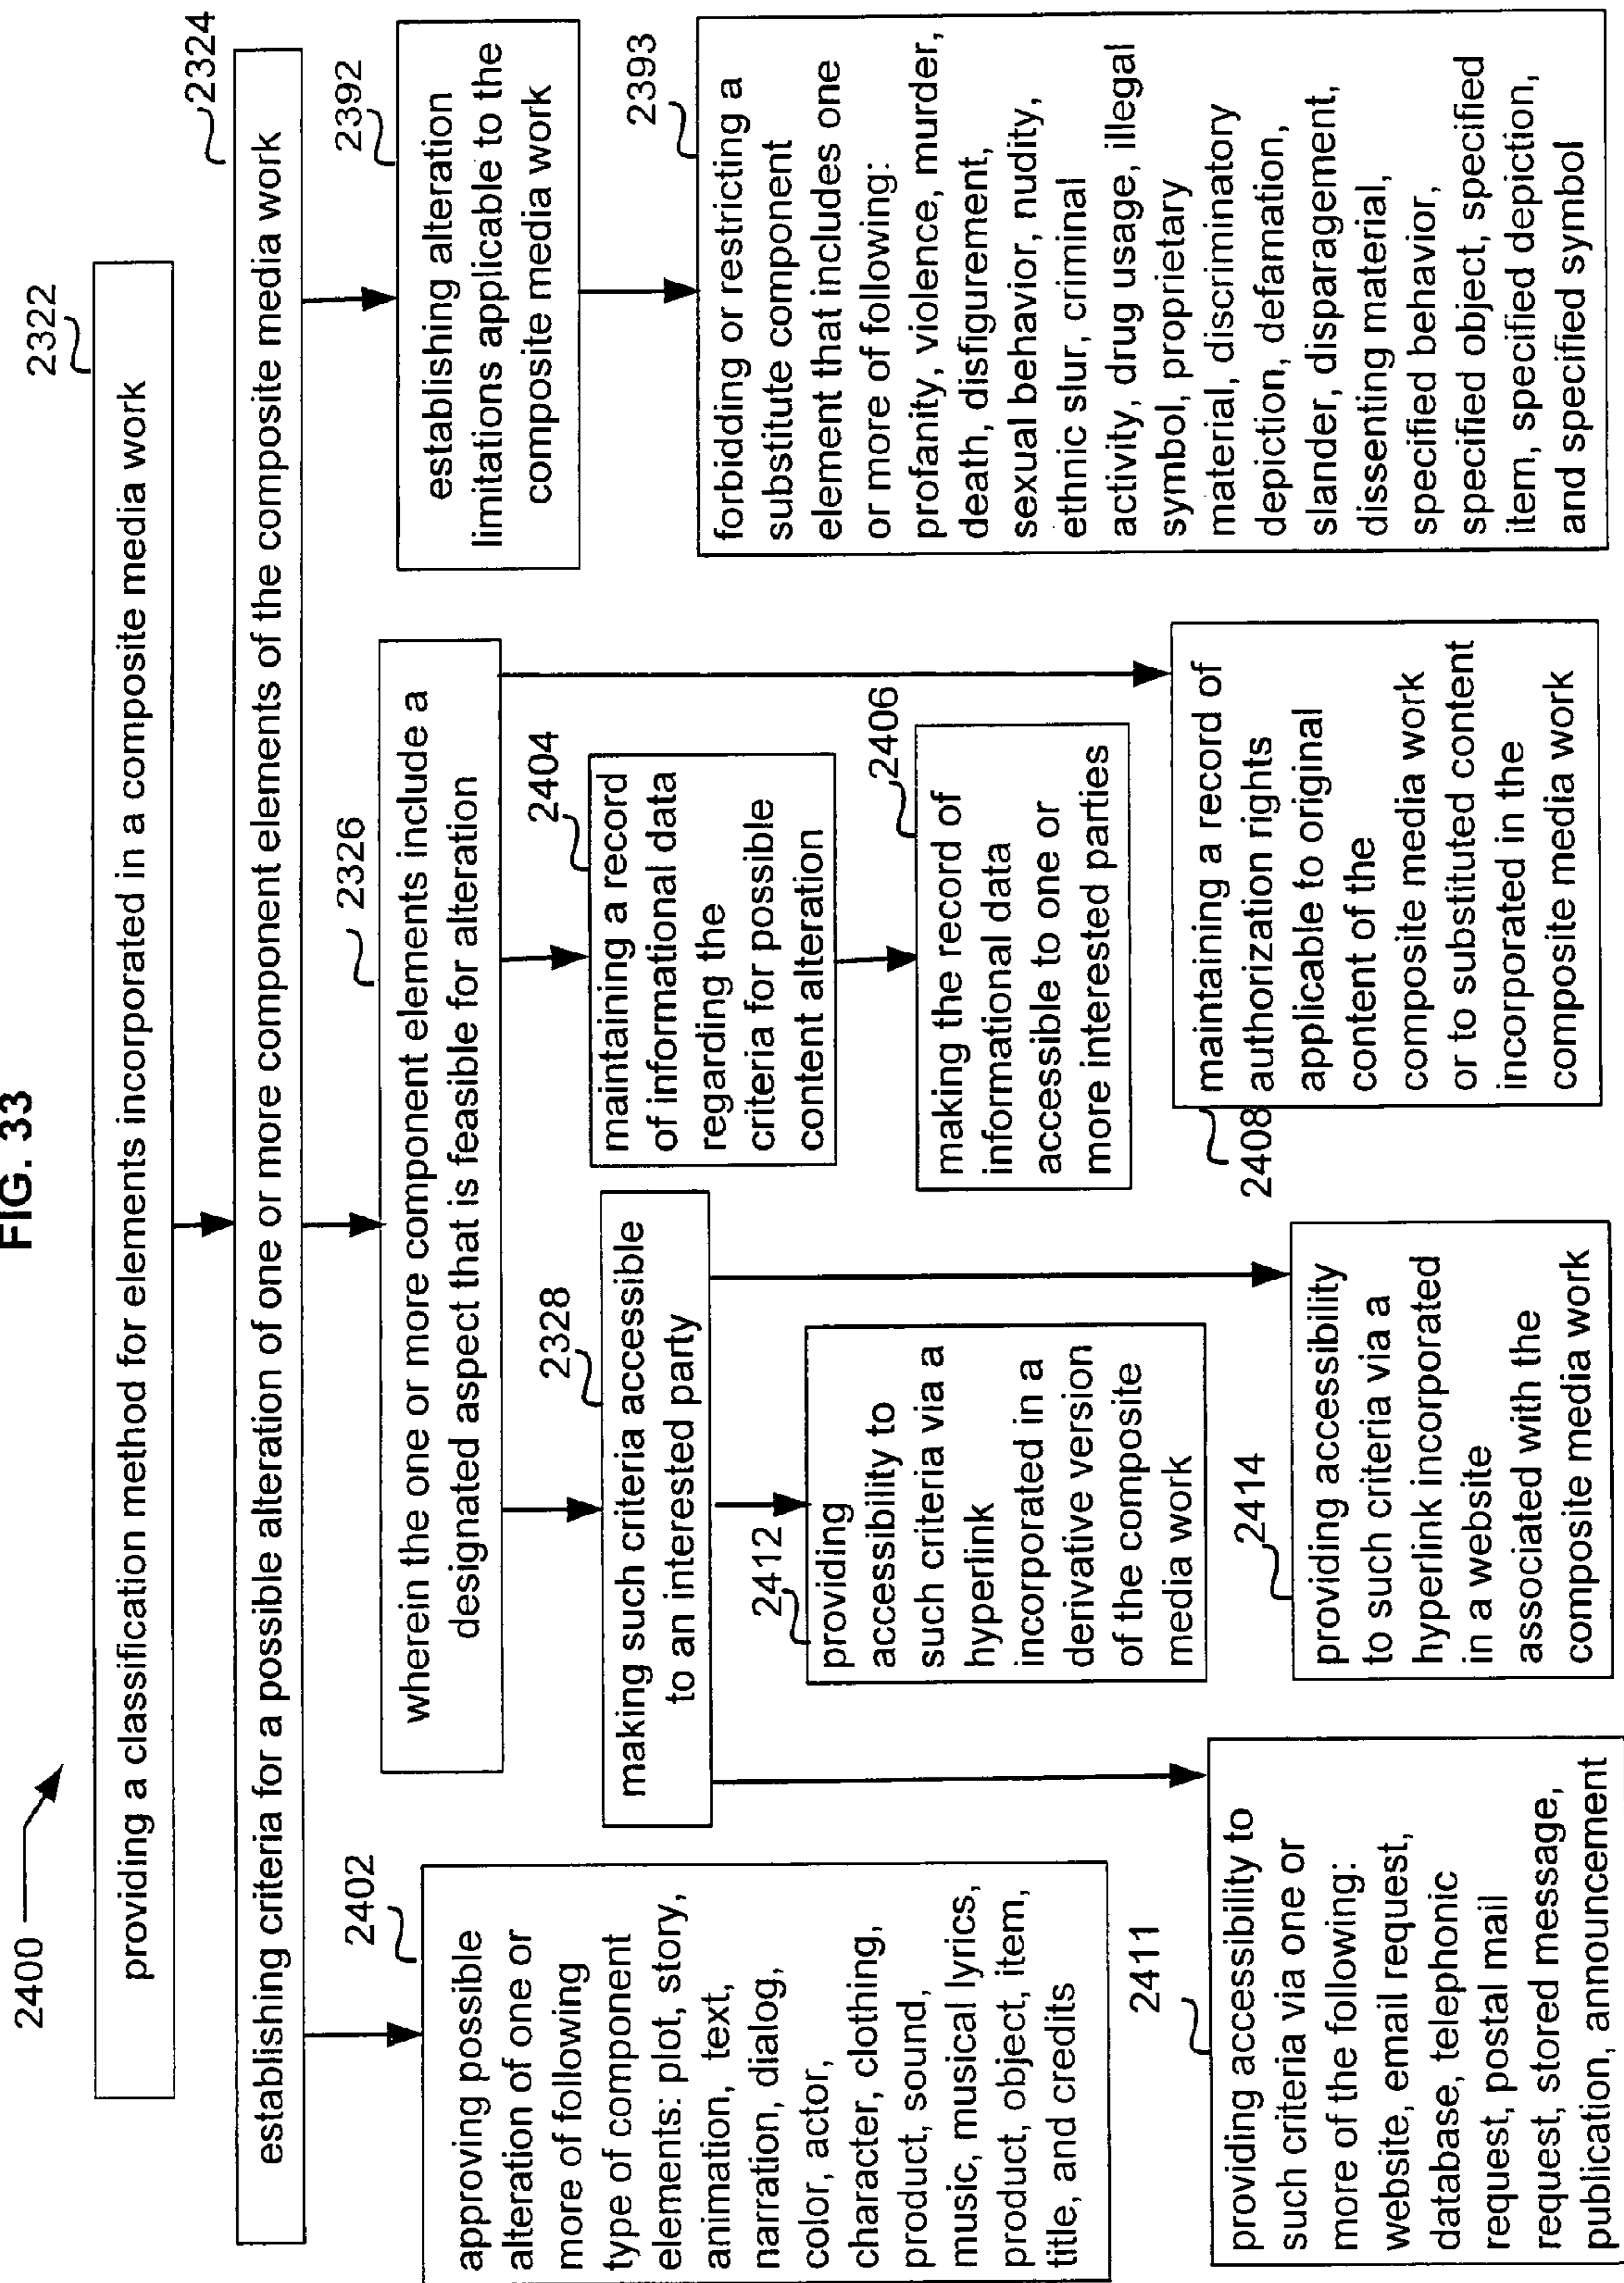 FIG. 33
2400
2322
providing a classification method for elements incorporated in a composite media work
2324
establishing criteria for a possible alteration of one or more component elements of the composite media work
2402
approving possible
alteration of one or
more of following
type of component
elements: plot, story,
animation, text,
narration, dialog,
color, actor,
character, clothing,
product, sound,
music, musical lyrics,
product, object, item,
title, and credits
2326
wherein the one or more component elements include a
designated aspect that is feasible for alteration
2392
establishing alteration
limitations applicable to the
composite media work
2393
forbidding or restricting a
substitute component
element that includes one
or more of following:
profanity, violence, murder,
death, disfigurement,
sexual behavior, nudity,
ethnic slur, criminal
activity, drug usage, illegal
symbol, proprietary
material, discriminatory
depiction, defamation,
slander, disparagement,
dissenting material,
specified behavior,
specified object, specified
item, specified depiction,
and specified symbol
2328
making such criteria accessible
to an interested party
2404
maintaining a record
of informational data
regarding the
criteria for possible
content alteration
2406
making the record of
informational data
accessible to one or
more interested parties
2408
maintaining a record of
authorization rights
applicable to original
content of the
composite media work
or to substituted content
incorporated in the
composite media work
2411
providing accessibility to
such criteria via one or
more of the following:
website, email request,
database, telephonic
request, postal mail
request, stored message,
publication, announcement
2412
providing
accessibility to
such criteria via a
hyperlink
incorporated in a
derivative version
of the composite
media work
2414
providing accessibility
to such criteria via a
hyperlink incorporated
in a website
associated with the
composite media work